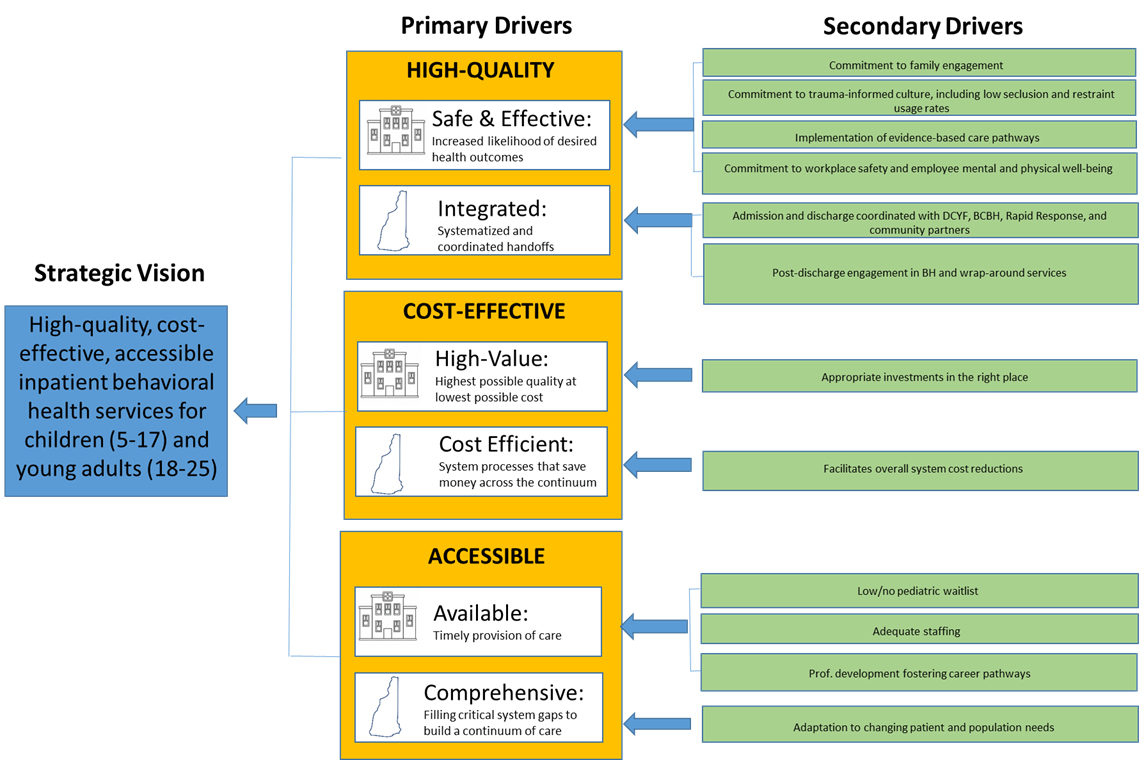 Primary Drivers
Secondary Drivers
Strategic Vision
High-quality, cost-
effective, accessible
inpatient behavioral
health services for
children (5-17) and
young adults (18-25)
HIGH-QUALITY
Safe & Effective:
Increased likelihood of desired
health outcomes
Integrated:
Systematized and
coordinated handoffs
Commitment to family engagement
Commitment to trauma-informed culture, including low seclusion and restraint
usage rates
Implementation of evidence-based care pathways
Commitment to workplace safety and employee mental and physical well-being
Admission and discharge coordinated with DCYF, BCBH, Rapid Response, and
community partners
Post-discharge engagement in BH and wrap-around services
COST-EFFECTIVE
High-Value:
Highest possible quality at
lowest possible cost
Cost Efficient:
System processes that save
money across the continuum
Appropriate investments in the right place
Facilitates overall system cost reductions
ACCESSIBLE
Available:
Timely provision of care
Comprehensive:
Filling critical system gaps to
build a continuum of care
Low/no pediatric waitlist
Adequate staffing
Prof. development fostering career pathways
Adaptation to changing patient and population needs